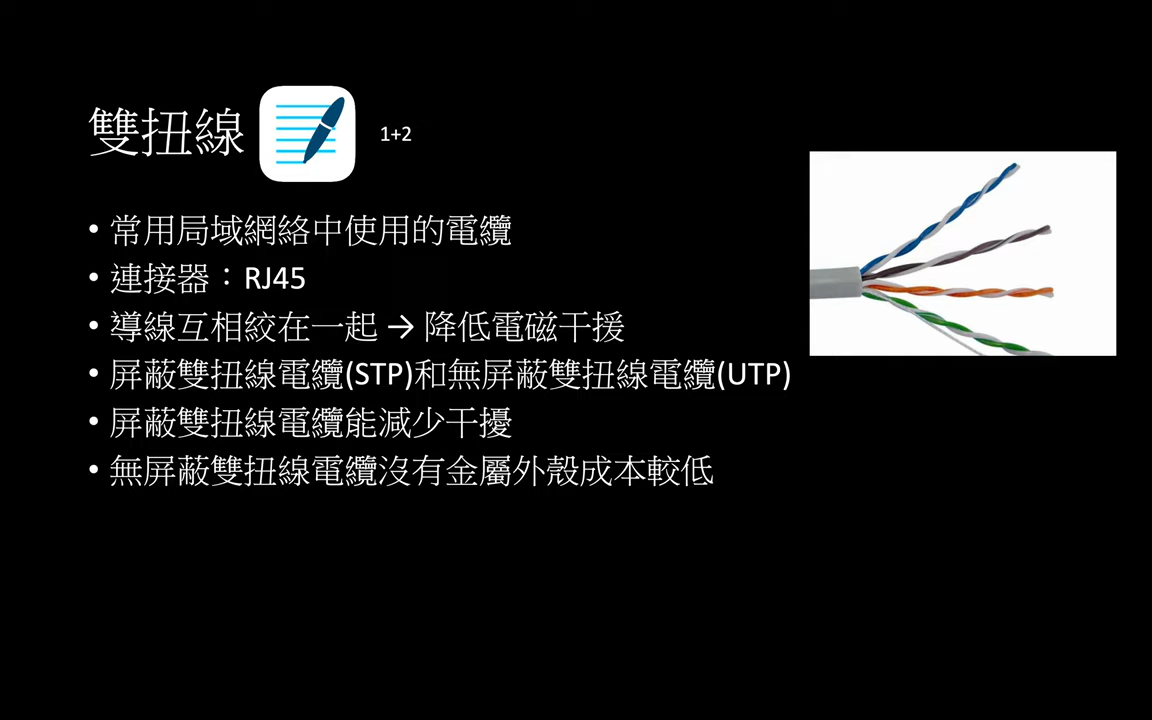 雙扭線 1+2
• 常用局域網絡中使用的電纜
• 連接器：RJ45
• 導線互相絞在一起 → 降低電磁干援
• 屏蔽雙扭線電纜(STP)和無屏蔽雙扭線電纜(UTP)
• 屏蔽雙扭線電纜能減少干擾
• 無屏蔽雙扭線電纜沒有金屬外殼成本較低